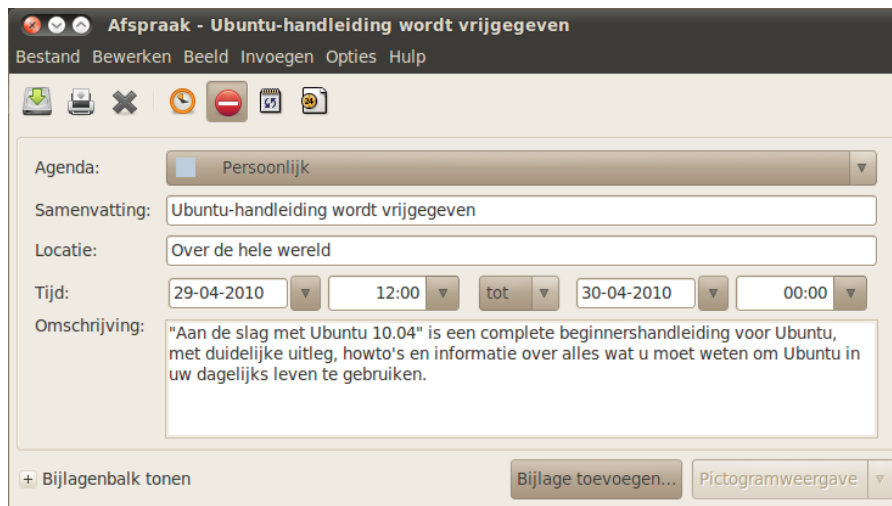 Afspraak - Ubuntu-handleiding wordt vrijgegeven
Bestand Bewerken Beeld Invoegen Opties Hulp
24
Agenda: Persoonlijk
Samenvatting: Ubuntu-handleiding wordt vrijgegeven
Locatie: Over de hele wereld
Tijd: 29-04-2010 12:00 tot 30-04-2010 00:00
Omschrijving: "Aan de slag met Ubuntu 10.04" is een complete beginnershandleiding voor Ubuntu,
met duidelijke uitleg, howto's en informatie over alles wat u moet weten om Ubuntu in
uw dagelijks leven te gebruiken.
Bijlagenbalk tonen Bijlage toevoegen... Pictogramweergave